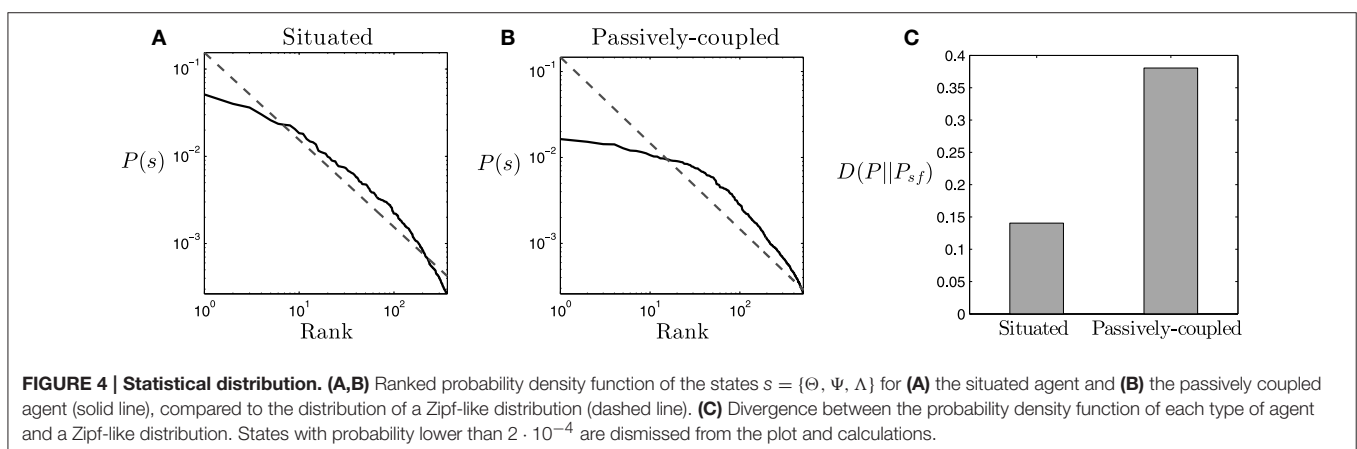 A Situated
B Passively-coupled
C
10⁻¹
10⁻²
10⁻³
P(s)
10⁰ 10¹ 10²
Rank
10⁻¹
10⁻²
10⁻³
P(s)
10⁰ 10¹ 10²
Rank
0.4
0.35
0.3
0.25
0.2
0.15
0.1
0.05
0
D(P||P_{sf})
Situated Passively-coupled
FIGURE 4 | Statistical distribution. (A,B) Ranked probability density function of the states s = {Θ, Ψ, Λ} for (A) the situated agent and (B) the passively coupled
agent (solid line), compared to the distribution of a Zipf-like distribution (dashed line). (C) Divergence between the probability density function of each type of agent
and a Zipf-like distribution. States with probability lower than 2 · 10⁻⁴ are dismissed from the plot and calculations.